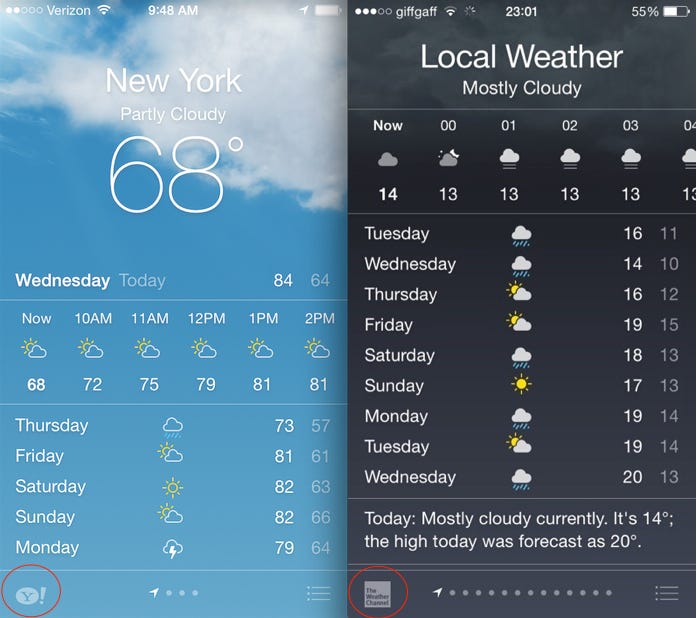 Verizon 9:48 AM
New York
Partly Cloudy
68°
Wednesday Today 84 64
Now 10AM 11AM 12PM 1PM 2PM
68 72 75 79 81 81
Thursday 73 57
Friday 81 61
Saturday 82 63
Sunday 82 66
Monday 79 64
Y!
giffgaff 23:01 55%
Local Weather
Mostly Cloudy
Now 00 01 02 03 04
14 13 13 13 13 13
Tuesday 16 11
Wednesday 14 10
Thursday 16 12
Friday 19 15
Saturday 18 13
Sunday 17 13
Monday 19 14
Tuesday 19 14
Wednesday 20 13
Today: Mostly cloudy currently. It's 14°;
the high today was forecast as 20°.
The
Weather
Channel